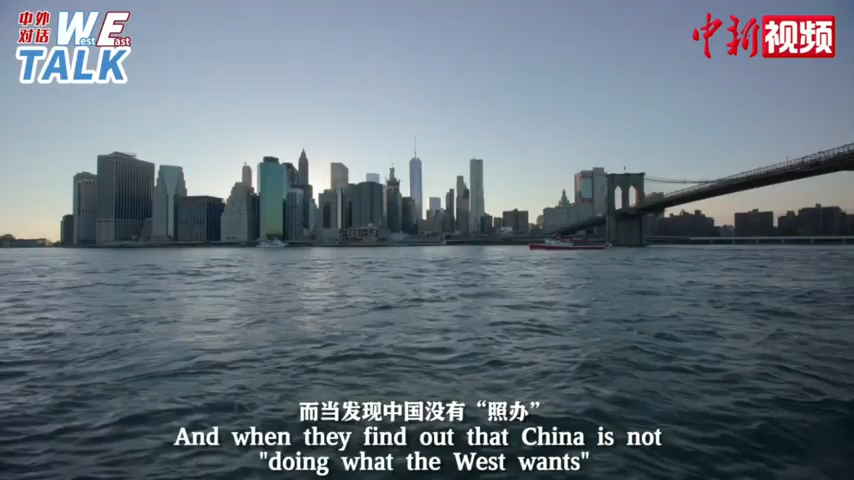 中外
对话
WE
West East
TALK
中新视频
而当发现中国没有“照办”
And when they find out that China is not
"doing what the West wants"